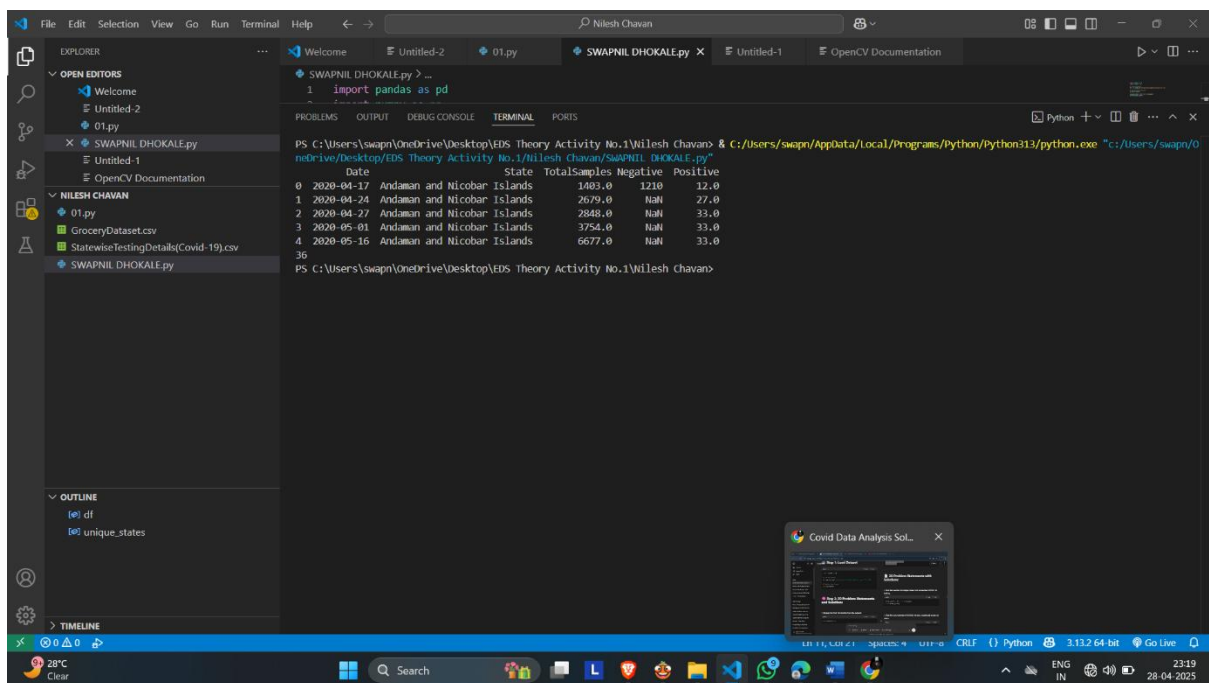 File Edit Selection View Go Run Terminal Help
Nilesh Chavan
EXPLORER
OPEN EDITORS
Welcome
Untitled-2
01.py
SWAPNIL DHOKALE.py
Untitled-1
OpenCV Documentation
NILESH CHAVAN
01.py
GroceryDataset.csv
StatewiseTestingDetails(Covid-19).csv
SWAPNIL DHOKALE.py
OUTLINE
df
unique_states
TIMELINE
Welcome Untitled-2 01.py SWAPNIL DHOKALE.py Untitled-1 OpenCV Documentation
SWAPNIL DHOKALE.py > ...
1 import pandas as pd
PROBLEMS OUTPUT DEBUG CONSOLE TERMINAL PORTS
Python
PS C:\Users\swapn\OneDrive\Desktop\EDS Theory Activity No.1\Nilesh Chavan> & C:/Users/swapn/AppData/Local/Programs/Python/Python313/python.exe "c:/Users/swapn/O
neDrive/Desktop/EDS Theory Activity No.1/Nilesh Chavan/SWAPNIL DHOKALE.py"
Date State TotalSamples Negative Positive
0 2020-04-17 Andaman and Nicobar Islands 1403.0 1210 12.0
1 2020-04-24 Andaman and Nicobar Islands 2679.0 NaN 27.0
2 2020-04-27 Andaman and Nicobar Islands 2848.0 NaN 33.0
3 2020-05-01 Andaman and Nicobar Islands 3754.0 NaN 33.0
4 2020-05-16 Andaman and Nicobar Islands 6677.0 NaN 33.0
36
PS C:\Users\swapn\OneDrive\Desktop\EDS Theory Activity No.1\Nilesh Chavan>
Covid Data Analysis Sol...
0 0 0
CRLF {} Python 3.13.2 64-bit Go Live
28°C
Clear
Search
ENG
IN
23:19
28-04-2025